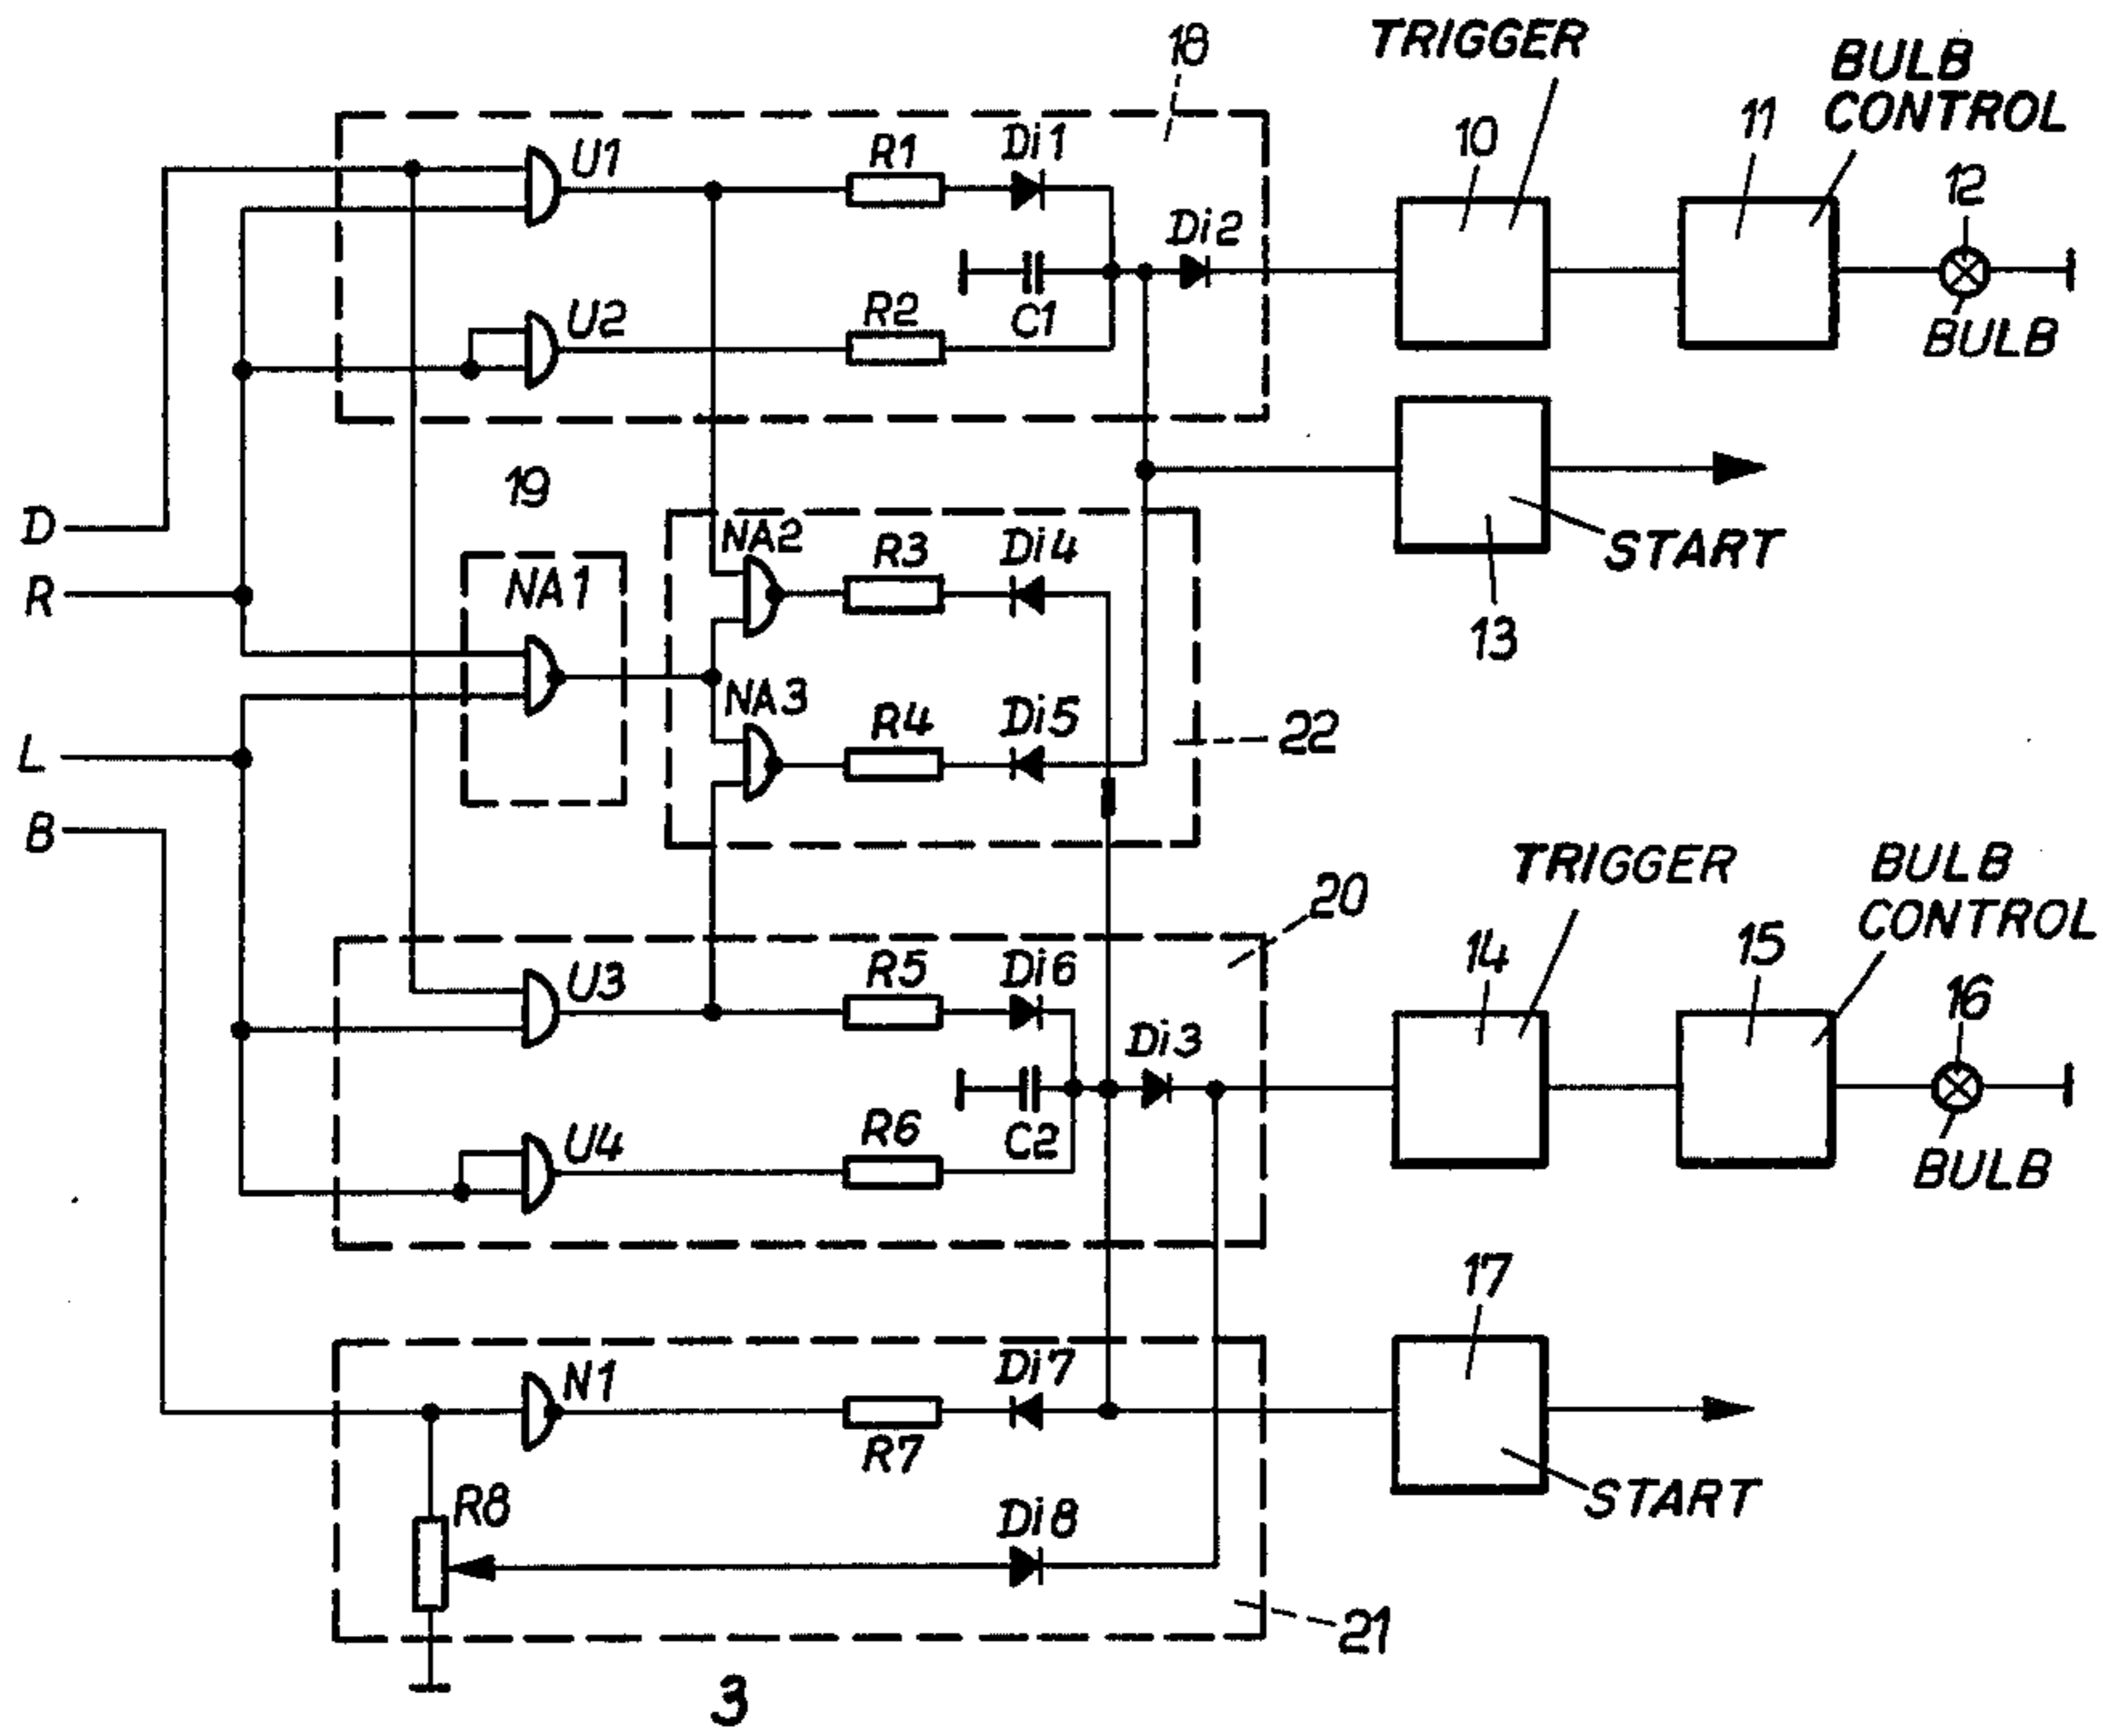 18
TRIGGER
BULB
CONTROL
10
11
12
U1
R1
Di1
Di2
U2
R2
C1
BULB
19
D
NA2
R3
Di4
START
R
NA1
13
NA3
R4
Di5
22
L
B
TRIGGER
BULB
CONTROL
20
14
15
16
U3
R5
Di6
Di3
U4
R6
C2
BULB
17
N1
Di7
R7
START
R8
Di8
21
3